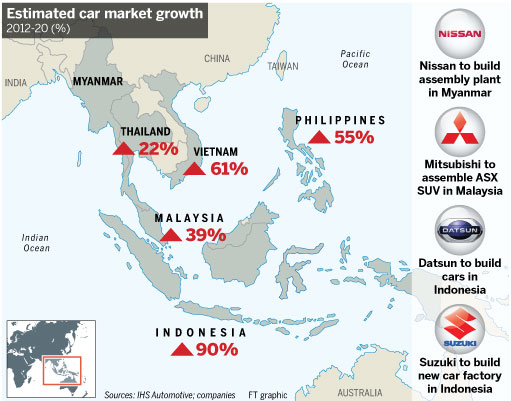 Estimated car market growth
2012-20 (%)
INDIA
CHINA
TAIWAN
Pacific
Ocean
MYANMAR
THAILAND
22%
VIETNAM
61%
PHILIPPINES
55%
MALAYSIA
39%
Indian
Ocean
INDONESIA
90%
AUSTRALIA
Sources: IHS Automotive; companies
FT graphic
NISSAN
Nissan to build
assembly plant
in Myanmar
MITSUBISHI
Mitsubishi to
assemble ASX
SUV in Malaysia
DATSUN
Datsun to build
cars in
Indonesia
SUZUKI
Suzuki to build
new car factory
in Indonesia